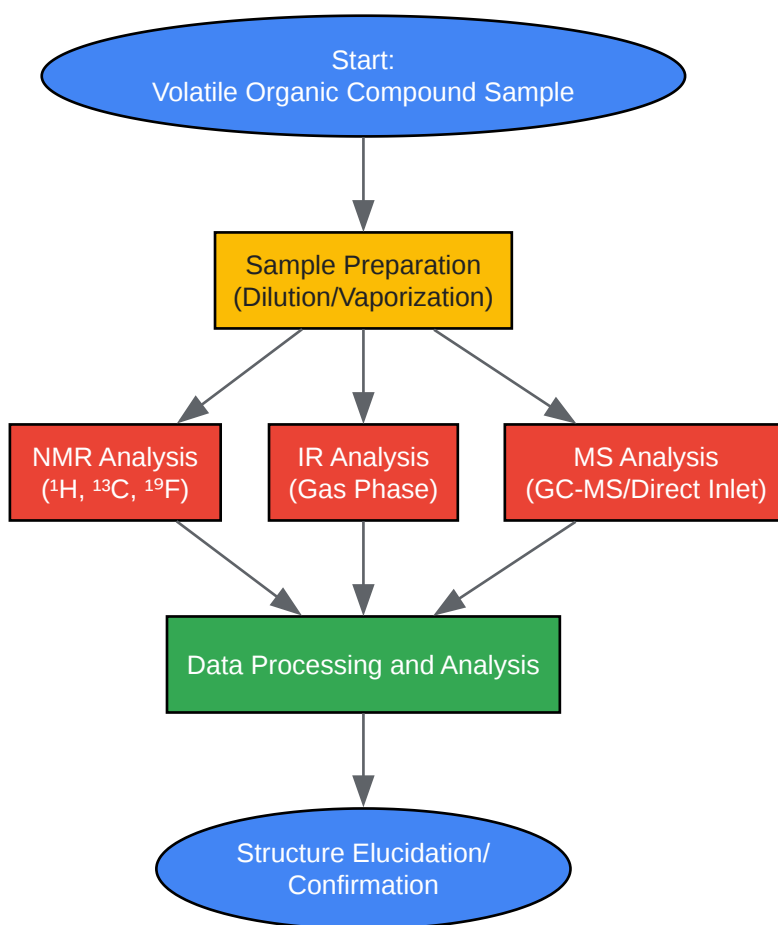 Start:
Volatile Organic Compound Sample
Sample Preparation
(Dilution/Vaporization)
NMR Analysis
(¹H, ¹³C, ¹⁹F)
IR Analysis
(Gas Phase)
MS Analysis
(GC-MS/Direct Inlet)
Data Processing and Analysis
Structure Elucidation/
Confirmation